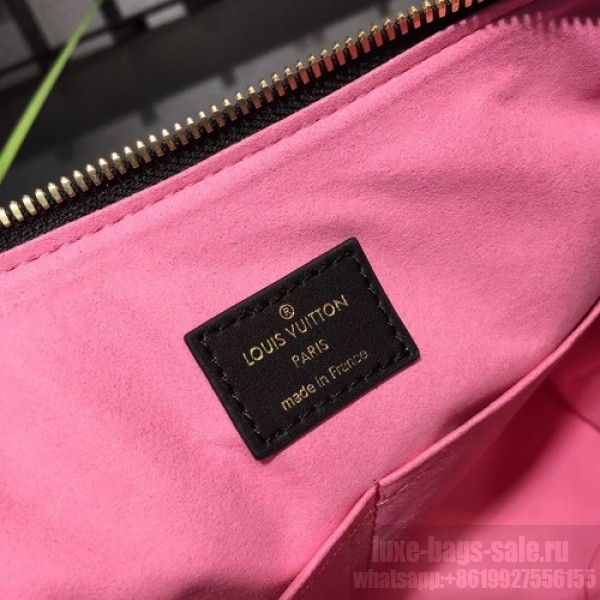 ®
LOUIS VUITTON
PARIS
made in France
luxe-bags-sale.ru
whatsapp:+8619927556155